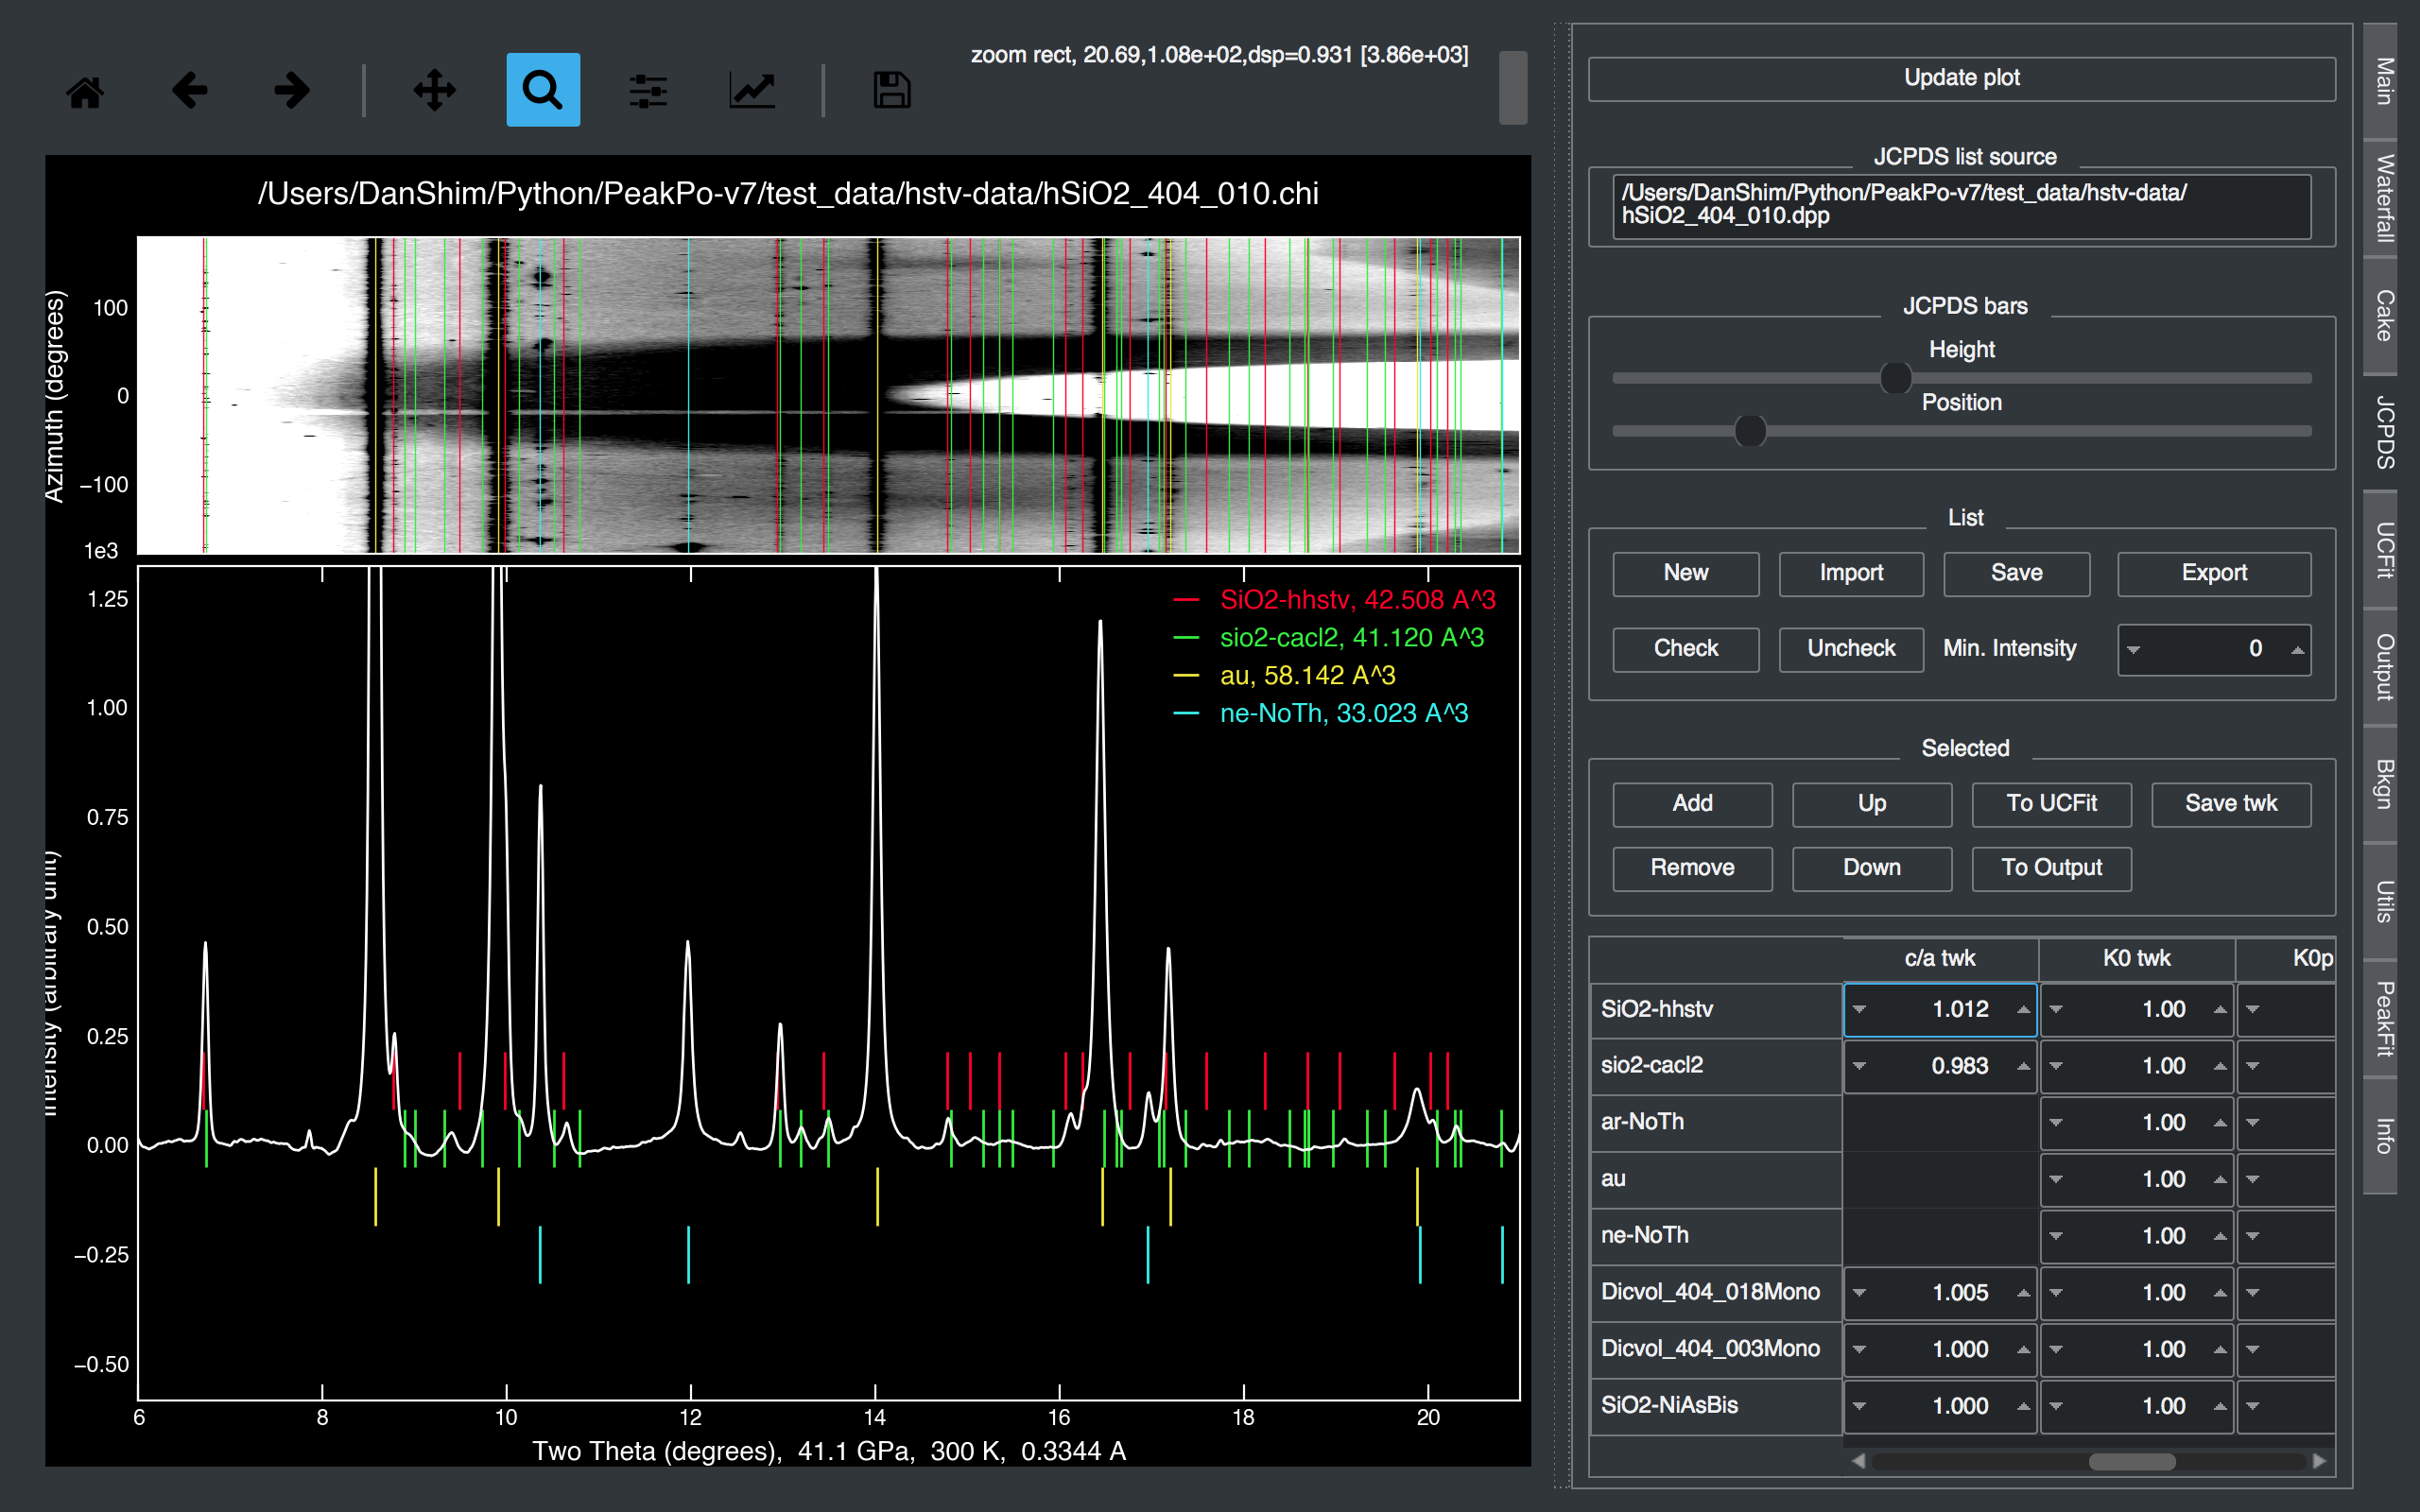 zoom rect, 20.69,1.08e+02,dsp=0.931 [3.86e+03]
/Users/DanShim/Python/PeakPo-v7/test_data/hstv-data/hSiO2_404_010.chi
Azimuth (degrees)
100
0
−100
1e3
SiO2-hhstv, 42.508 A^3
sio2-cacl2, 41.120 A^3
au, 58.142 A^3
ne-NoTh, 33.023 A^3
Intensity (arbitrary unit)
1.25
1.00
0.75
0.50
0.25
0.00
−0.25
−0.50
6 8 10 12 14 16 18 20
Two Theta (degrees), 41.1 GPa, 300 K, 0.3344 A
Update plot
JCPDS list source
/Users/DanShim/Python/PeakPo-v7/test_data/hstv-data/
hSiO2_404_010.dpp
JCPDS bars
Height
Position
List
New Import Save Export
Check Uncheck Min. Intensity 0
Selected
Add Up To UCFit Save twk
Remove Down To Output
c/a twk K0 twk K0p
SiO2-hhstv 1.012 1.00
sio2-cacl2 0.983 1.00
ar-NoTh 1.00
au 1.00
ne-NoTh 1.00
Dicvol_404_018Mono 1.005 1.00
Dicvol_404_003Mono 1.000 1.00
SiO2-NiAsBis 1.000 1.00
Main
Waterfall
Cake
JCPDS
UCFit
Output
Bkgn
Utils
PeakFit
Info